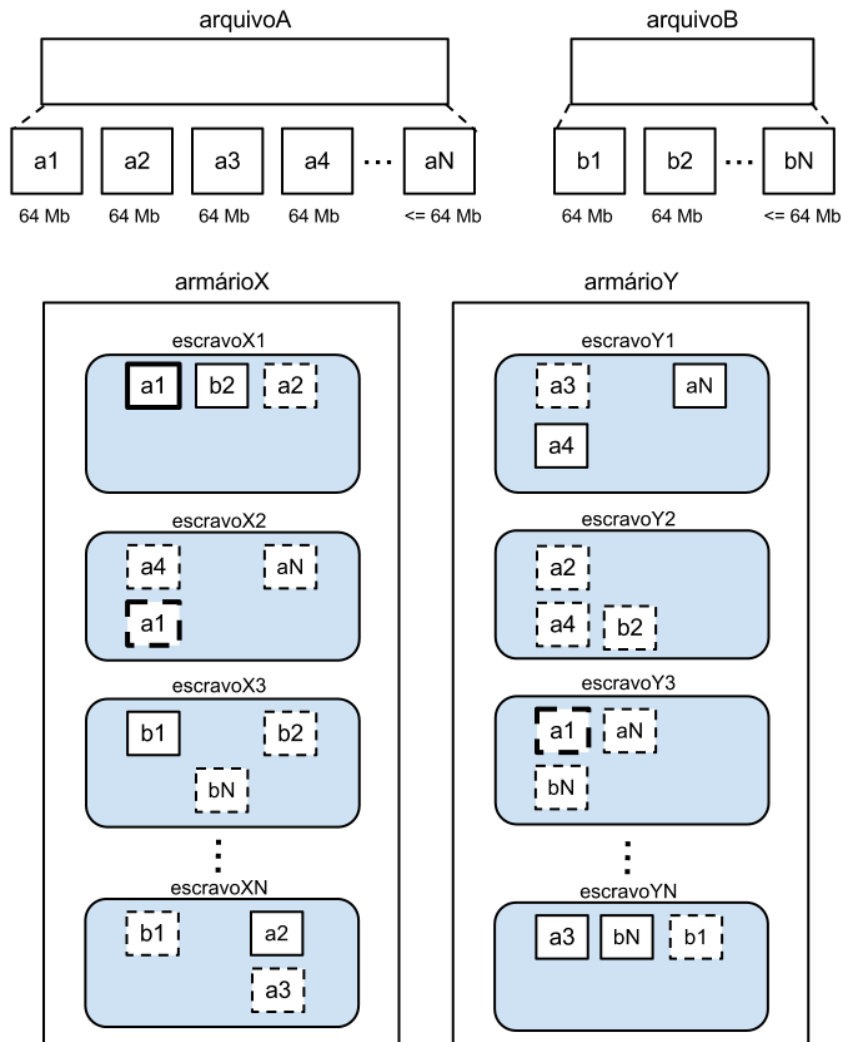 arquivoA
arquivoB
a1 a2 a3 a4 ... aN
b1 b2 ... bN
64 Mb 64 Mb 64 Mb 64 Mb <= 64 Mb
64 Mb 64 Mb <= 64 Mb
armárioX
escravoX1
a1 b2 a2
escravoX2
a4 aN
a1
escravoX3
b1 b2
bN
escravoXN
b1 a2
a3
armárioY
escravoY1
a3 aN
a4
escravoY2
a2
a4 b2
escravoY3
a1 aN
bN
escravoYN
a3 bN b1